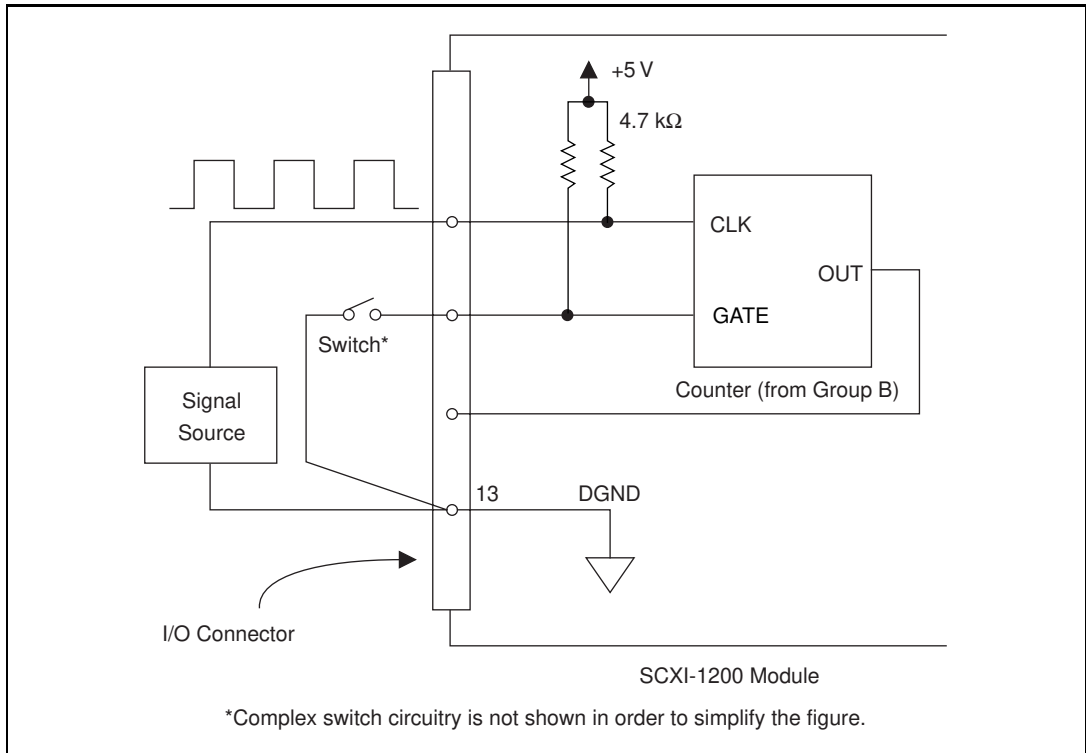 +5 V
4.7 kΩ
CLK
OUT
GATE
Switch*
Counter (from Group B)
Signal
Source
13
DGND
I/O Connector
SCXI-1200 Module
*Complex switch circuitry is not shown in order to simplify the figure.